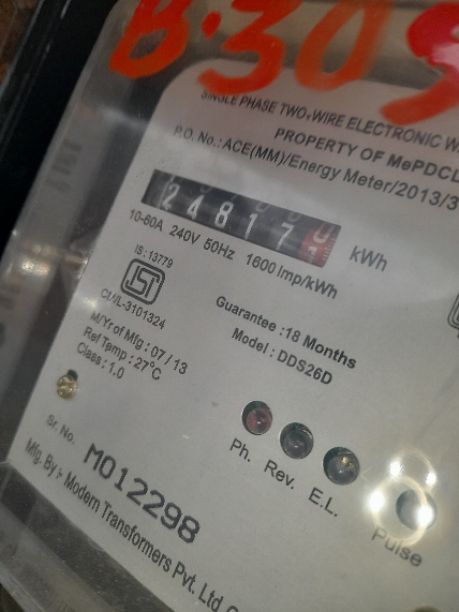 B.309
SINGLE PHASE TWO-WIRE ELECTRONIC
PROPERTY OF MePDCL
P.O. No.: ACE(MM)/Energy Meter/2013/3
24817 kWh
10-60A 240V 50Hz 1600 Imp/kWh
IS : 13779
CM/L-3101324
M/Yr of Mfg : 07 / 13
Ref Temp : 27°C
Class : 1.0
Guarantee : 18 Months
Model : DDS26D
Ph. Rev. E.L. Pulse
Sr. No. M012298
Mfg. By :- Modern Transformers Pvt. Ltd